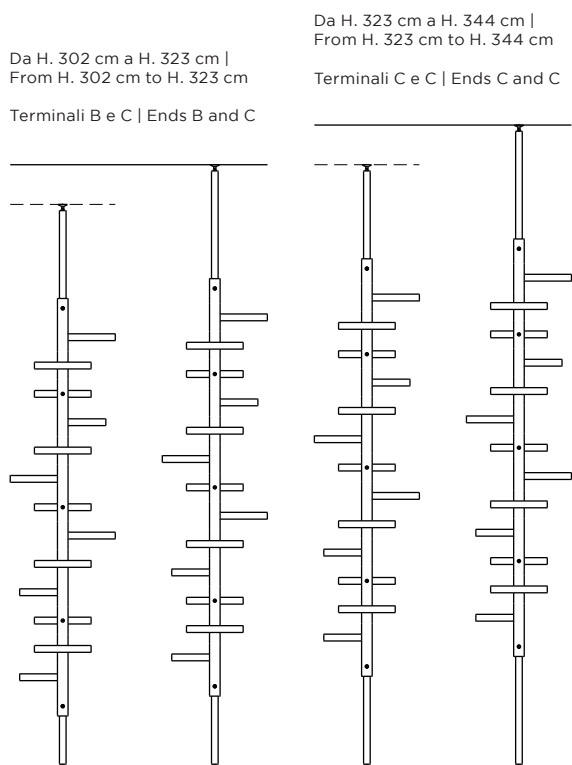 Da H. 302 cm a H. 323 cm |
From H. 302 cm to H. 323 cm
Terminali B e C | Ends B and C
Da H. 323 cm a H. 344 cm |
From H. 323 cm to H. 344 cm
Terminali C e C | Ends C and C